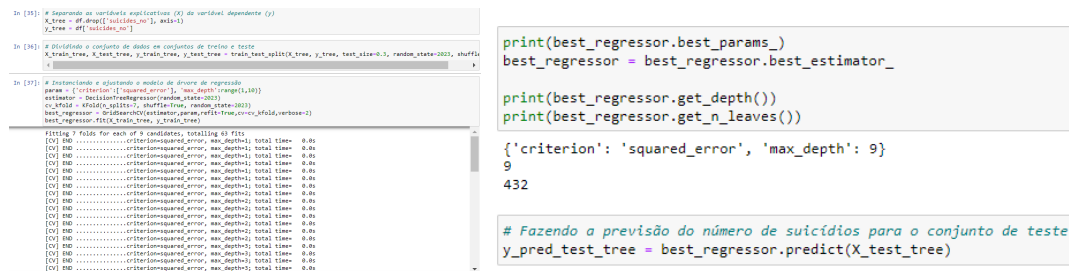 In [35]: # Separando as variáveis explicativas (X) da variável dependente (y)
X_tree = df.drop(['suicides_no'], axis=1)
y_tree = df['suicides_no']
In [36]: # Dividindo o conjunto de dados em conjuntos de treino e teste
X_train_tree, X_test_tree, y_train_tree, y_test_tree = train_test_split(X_tree, y_tree, test_size=0.3, random_state=2023, shuffl
In [37]: # Instanciando e ajustando o modelo de árvore de regressão
param = {'criterion':['squared_error'], 'max_depth':range(1,10)}
estimator = DecisionTreeRegressor(random_state=2023)
cv_kfold = KFold(n_splits=7, shuffle=True, random_state=2023)
best_regressor = GridSearchCV(estimator,param,refit=True,cv=cv_kfold,verbose=2)
best_regressor.fit(X_train_tree, y_train_tree)
Fitting 7 folds for each of 9 candidates, totalling 63 fits
[CV] END ................criterion=squared_error, max_depth=1; total time=   0.0s
[CV] END ................criterion=squared_error, max_depth=1; total time=   0.0s
[CV] END ................criterion=squared_error, max_depth=1; total time=   0.0s
[CV] END ................criterion=squared_error, max_depth=1; total time=   0.0s
[CV] END ................criterion=squared_error, max_depth=1; total time=   0.0s
[CV] END ................criterion=squared_error, max_depth=1; total time=   0.0s
[CV] END ................criterion=squared_error, max_depth=1; total time=   0.0s
[CV] END ................criterion=squared_error, max_depth=2; total time=   0.0s
[CV] END ................criterion=squared_error, max_depth=2; total time=   0.0s
[CV] END ................criterion=squared_error, max_depth=2; total time=   0.0s
[CV] END ................criterion=squared_error, max_depth=2; total time=   0.0s
[CV] END ................criterion=squared_error, max_depth=2; total time=   0.0s
[CV] END ................criterion=squared_error, max_depth=2; total time=   0.0s
[CV] END ................criterion=squared_error, max_depth=2; total time=   0.0s
[CV] END ................criterion=squared_error, max_depth=3; total time=   0.0s
[CV] END ................criterion=squared_error, max_depth=3; total time=   0.0s
[CV] END ................criterion=squared_error, max_depth=3; total time=   0.0s
print(best_regressor.best_params_)
best_regressor = best_regressor.best_estimator_
print(best_regressor.get_depth())
print(best_regressor.get_n_leaves())
{'criterion': 'squared_error', 'max_depth': 9}
9
432
# Fazendo a previsão do número de suicídios para o conjunto de teste
y_pred_test_tree = best_regressor.predict(X_test_tree)